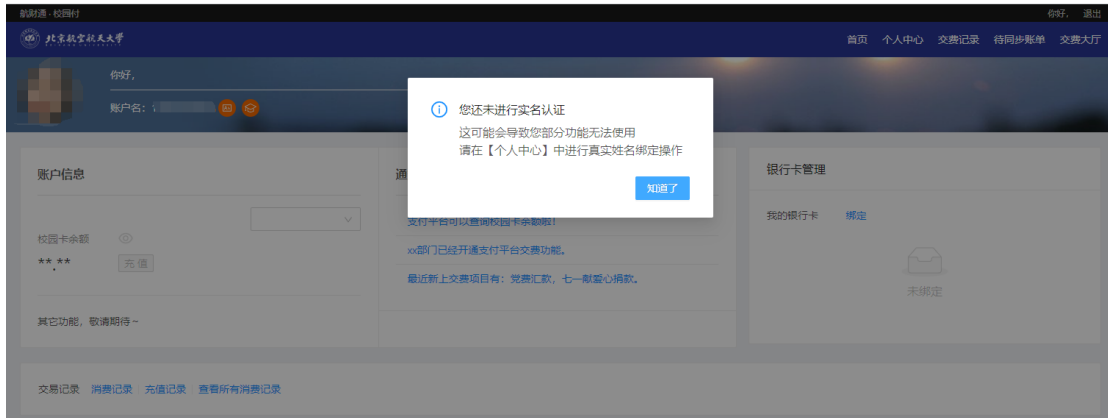 航财通·校园付
你好, 退出
北京航空航天大学
首页 个人中心 交费记录 待同步账单 交费大厅
你好,
账户名:
您还未进行实名认证
这可能会导致您部分功能无法使用
请在【个人中心】中进行真实姓名绑定操作
知道了
账户信息
校园卡余额
**.**
充值
其它功能，敬请期待~
通
支付平台可以查询校园卡余额啦!
xx部门已经开通支付平台交费功能。
最近新上交费项目有：党费汇款，七一献爱心捐款。
银行卡管理
我的银行卡 绑定
未绑定
交易记录 消费记录 充值记录 查看所有消费记录